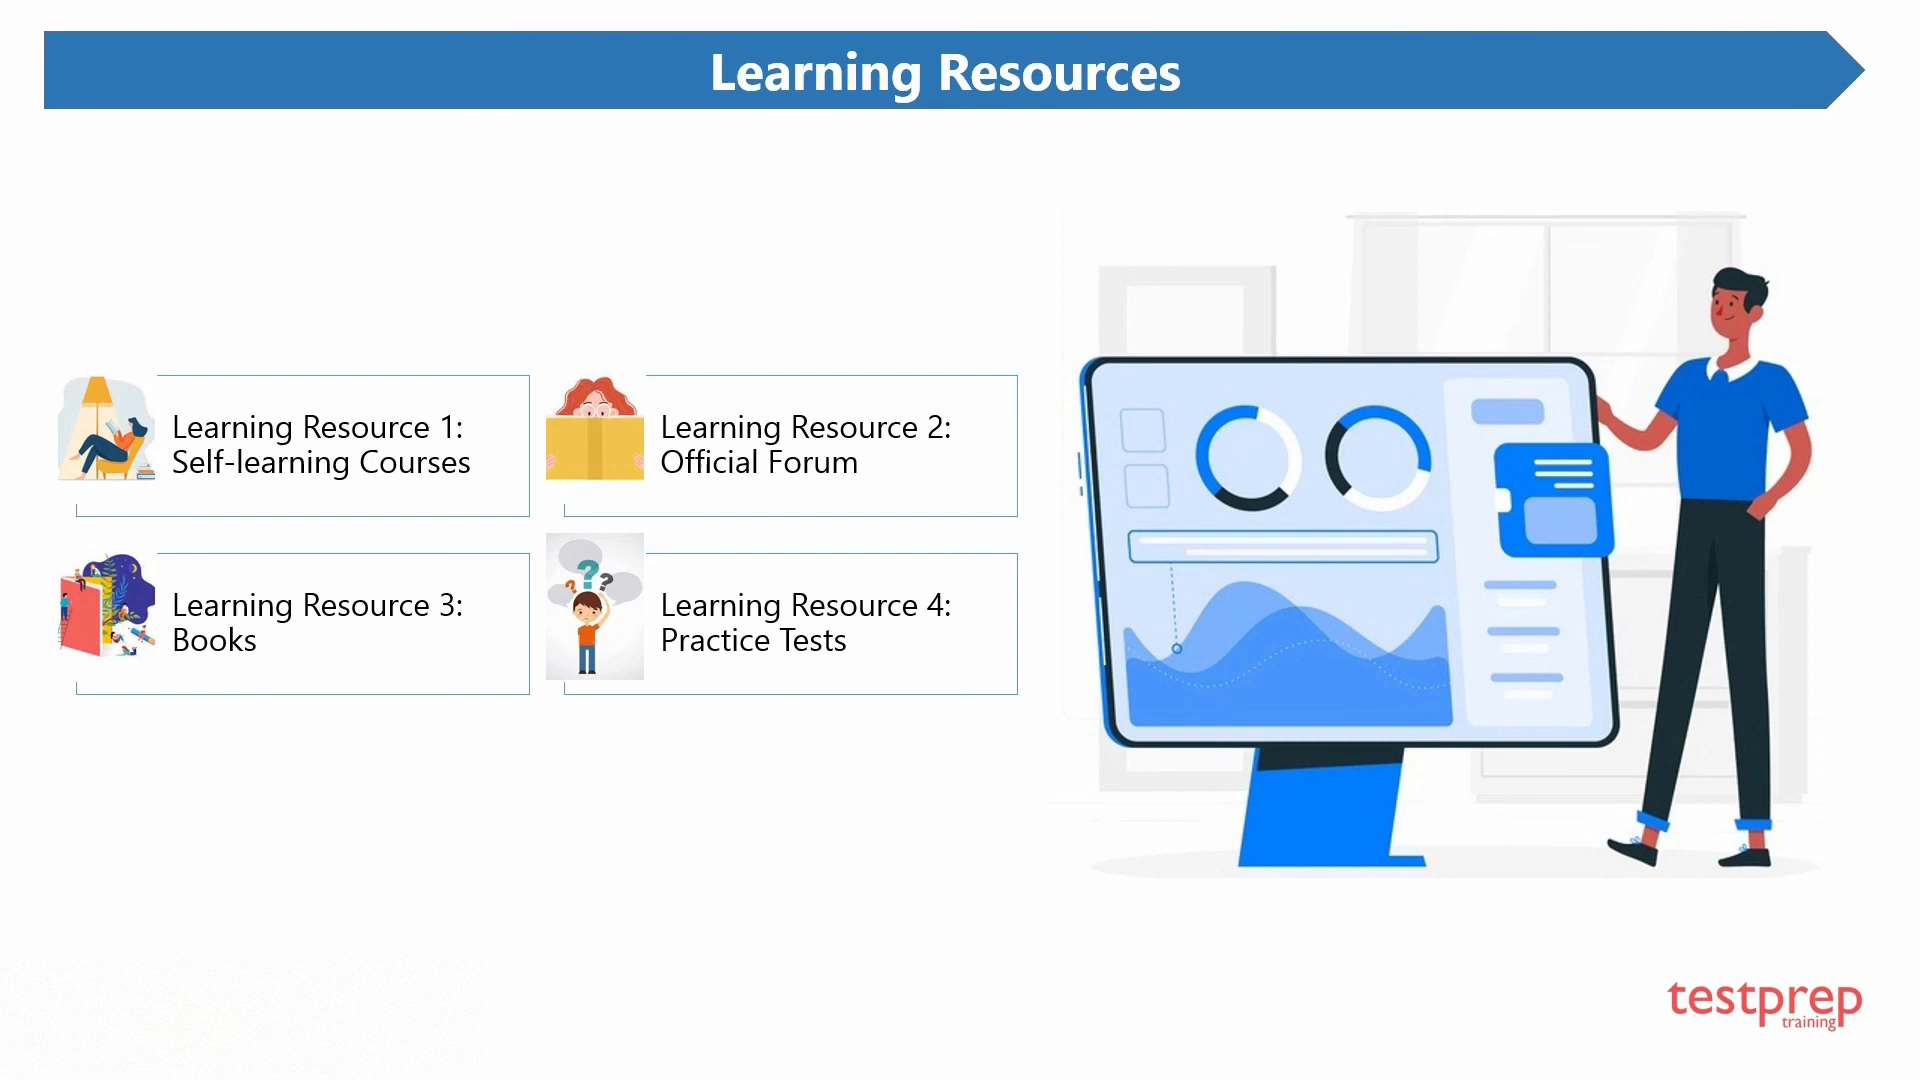 Learning Resources
Learning Resource 1:
Self-learning Courses
Learning Resource 2:
Official Forum
Learning Resource 3:
Books
Learning Resource 4:
Practice Tests
testprep
training